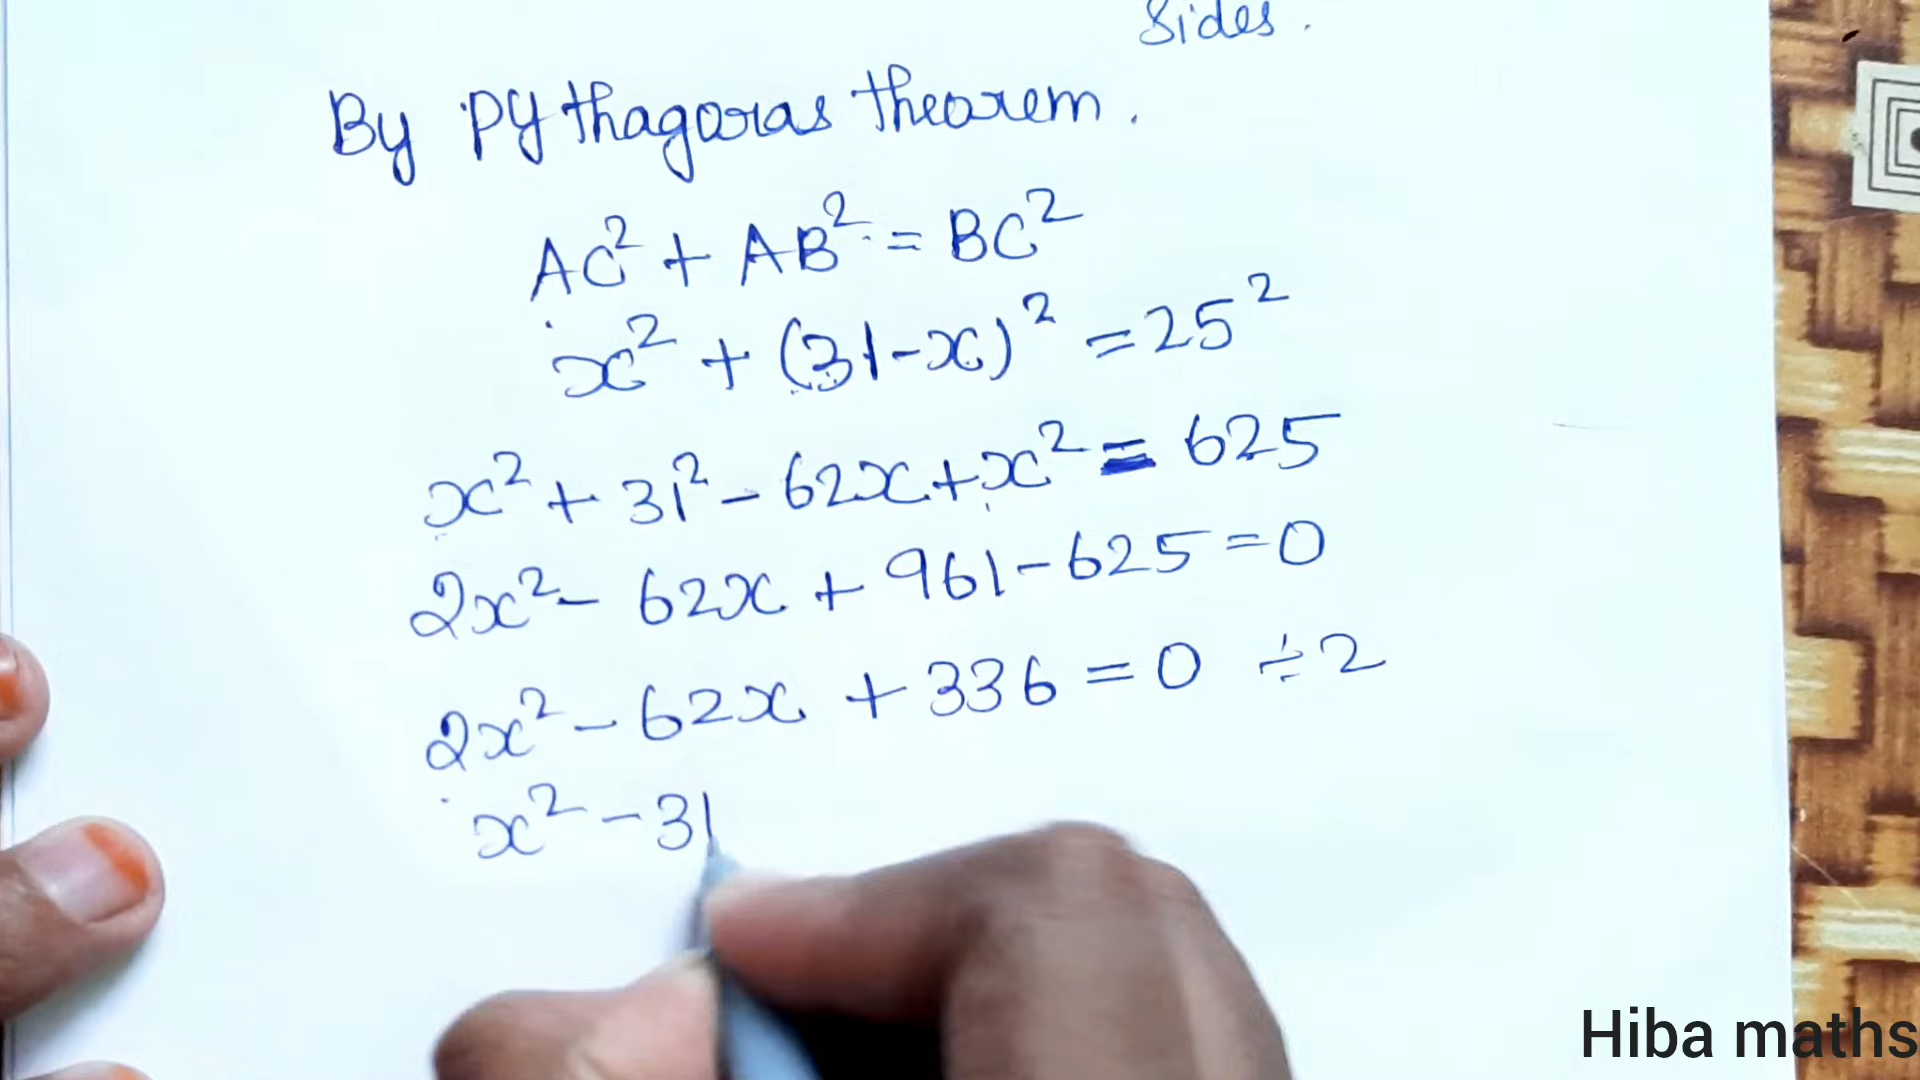 Sides.
By Pythagoras theorem.
AC² + AB² = BC²
x² + (31-x)² = 25²
x² + 31² - 62x + x² = 625
2x² - 62x + 961 - 625 = 0
2x² - 62x + 336 = 0 ÷2
x² - 31
Hiba maths